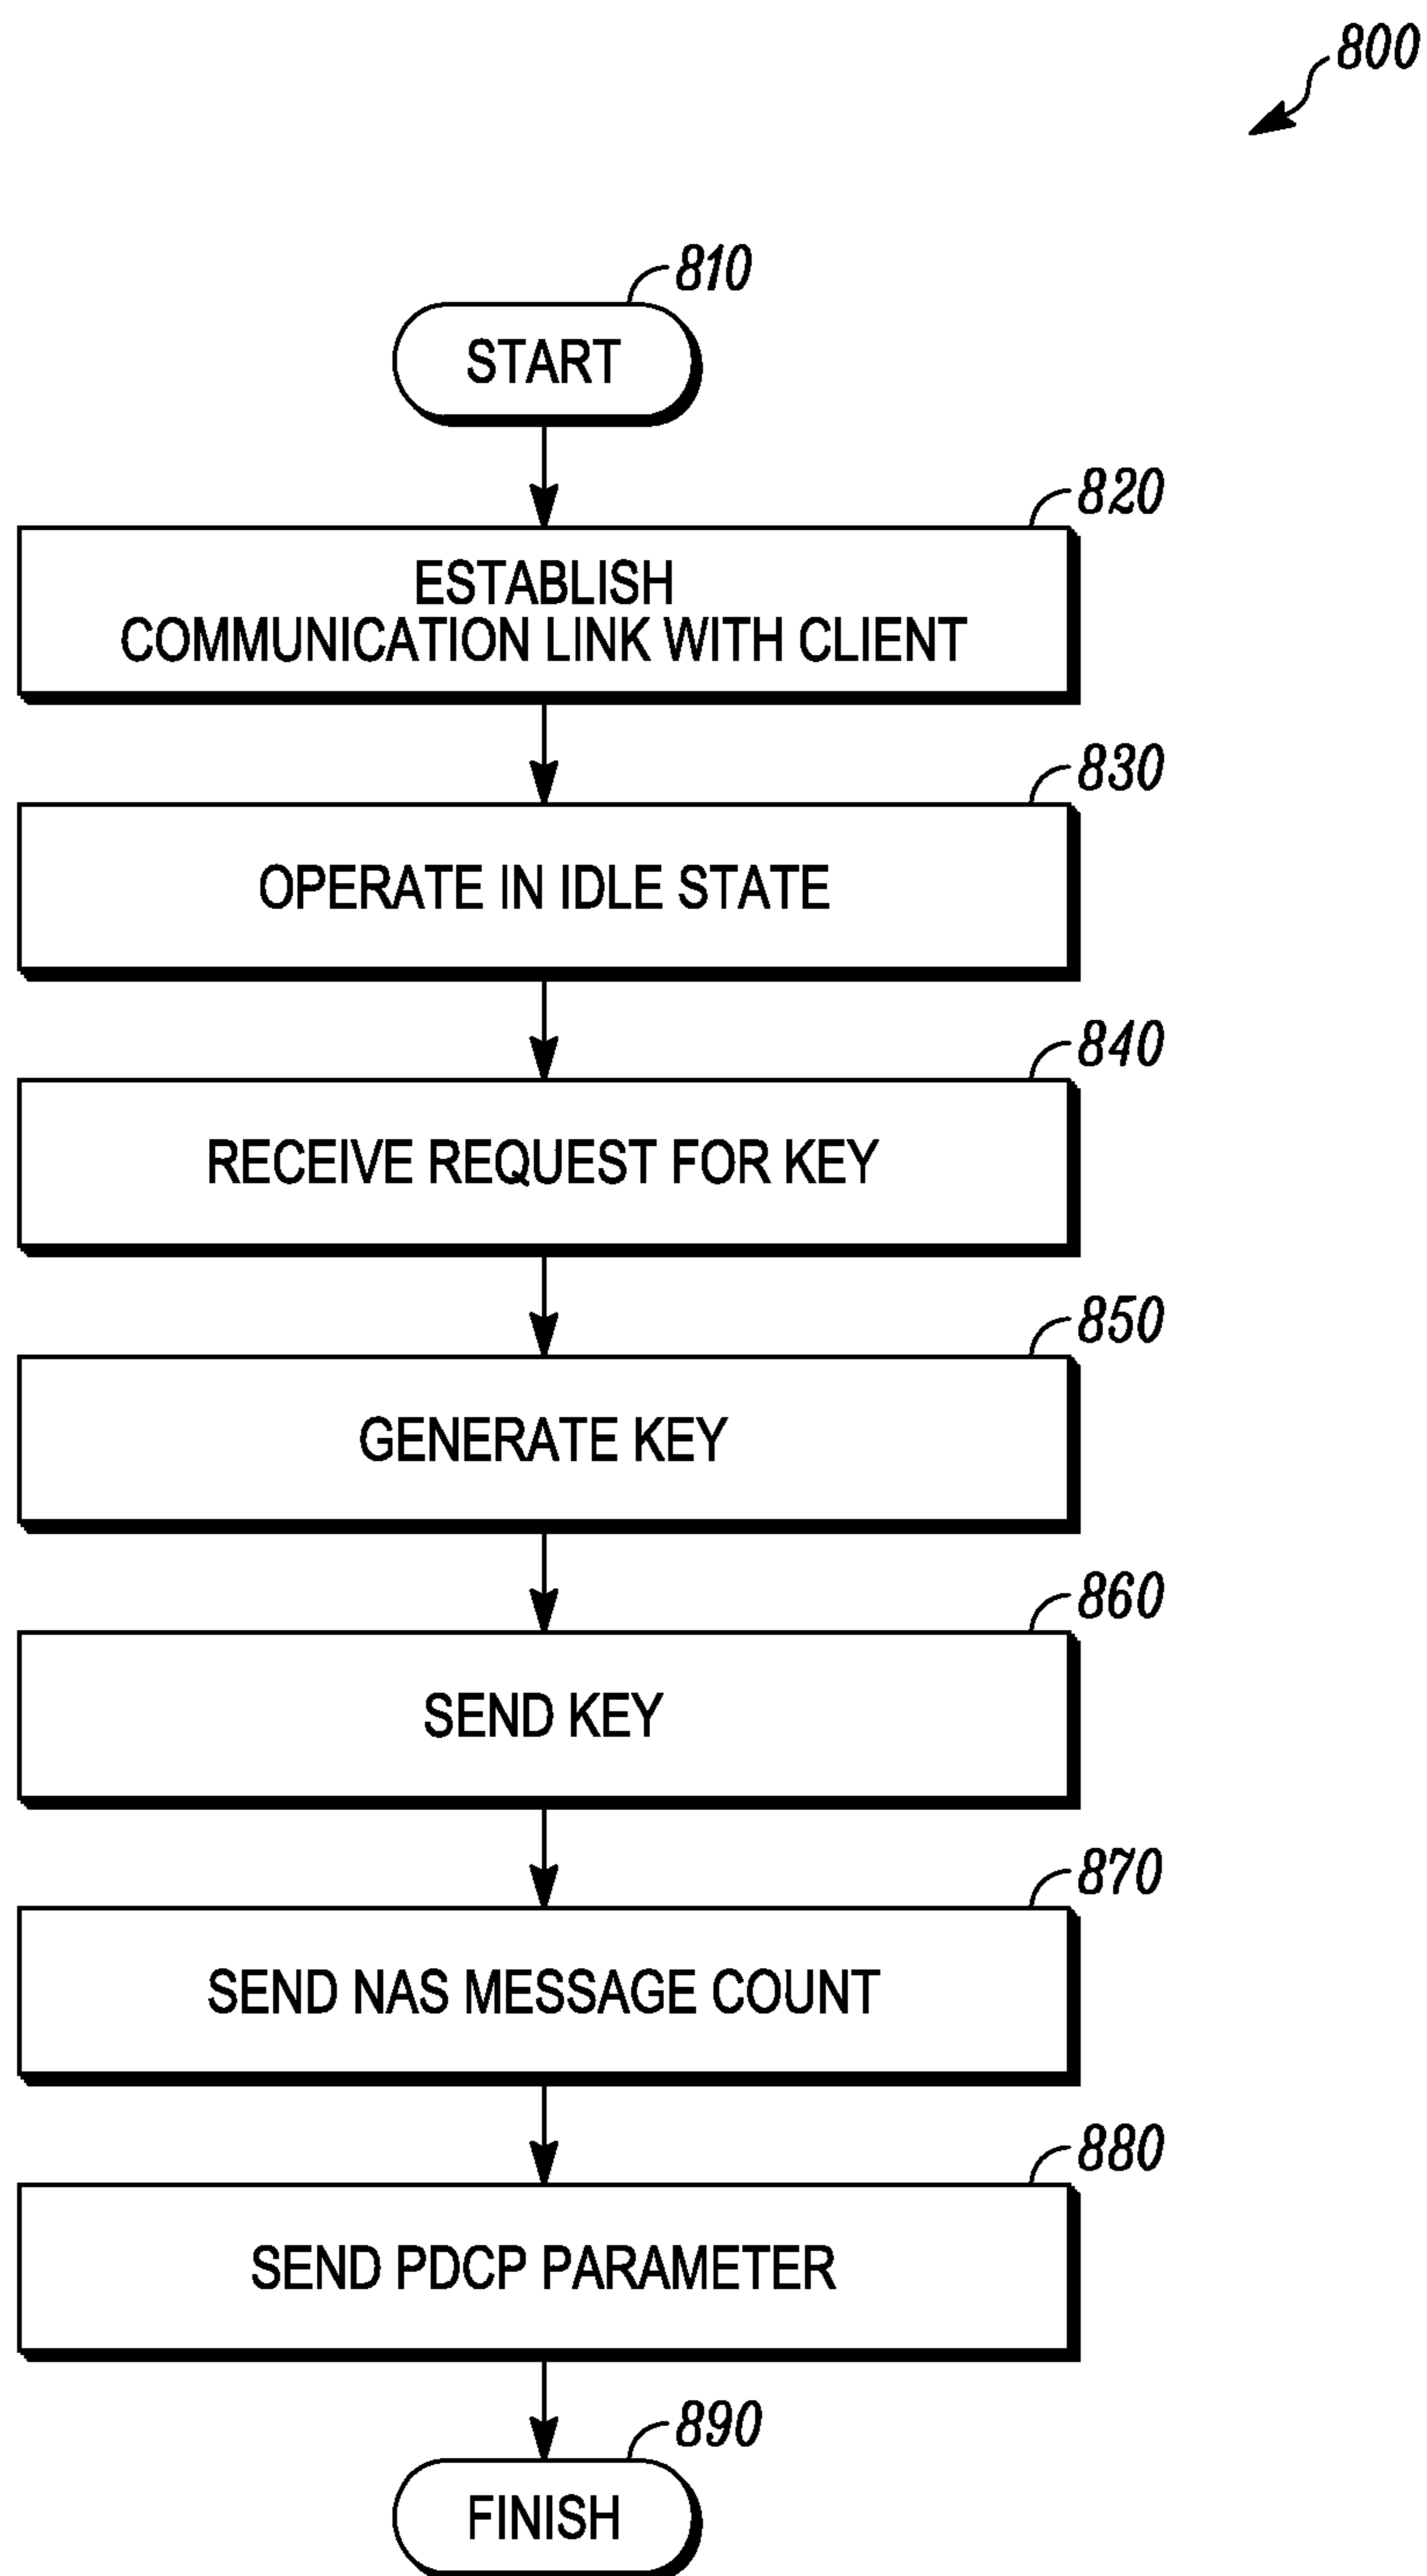 800
810
START
820
ESTABLISH
COMMUNICATION LINK WITH CLIENT
830
OPERATE IN IDLE STATE
840
RECEIVE REQUEST FOR KEY
850
GENERATE KEY
860
SEND KEY
870
SEND NAS MESSAGE COUNT
880
SEND PDCP PARAMETER
890
FINISH